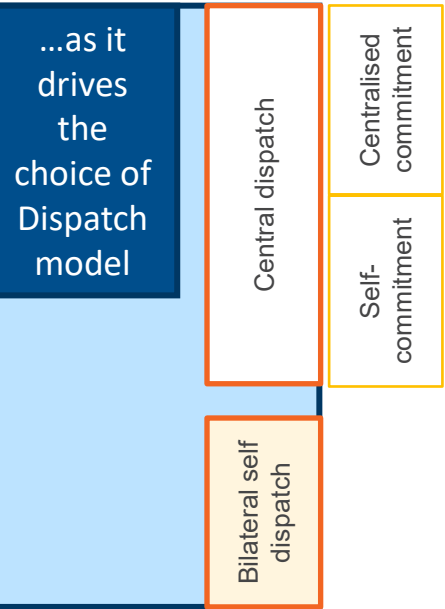 ...as it
drives
the
choice of
Dispatch
model
Central dispatch
Centralised
commitment
Self-
commitment
Bilateral self
dispatch